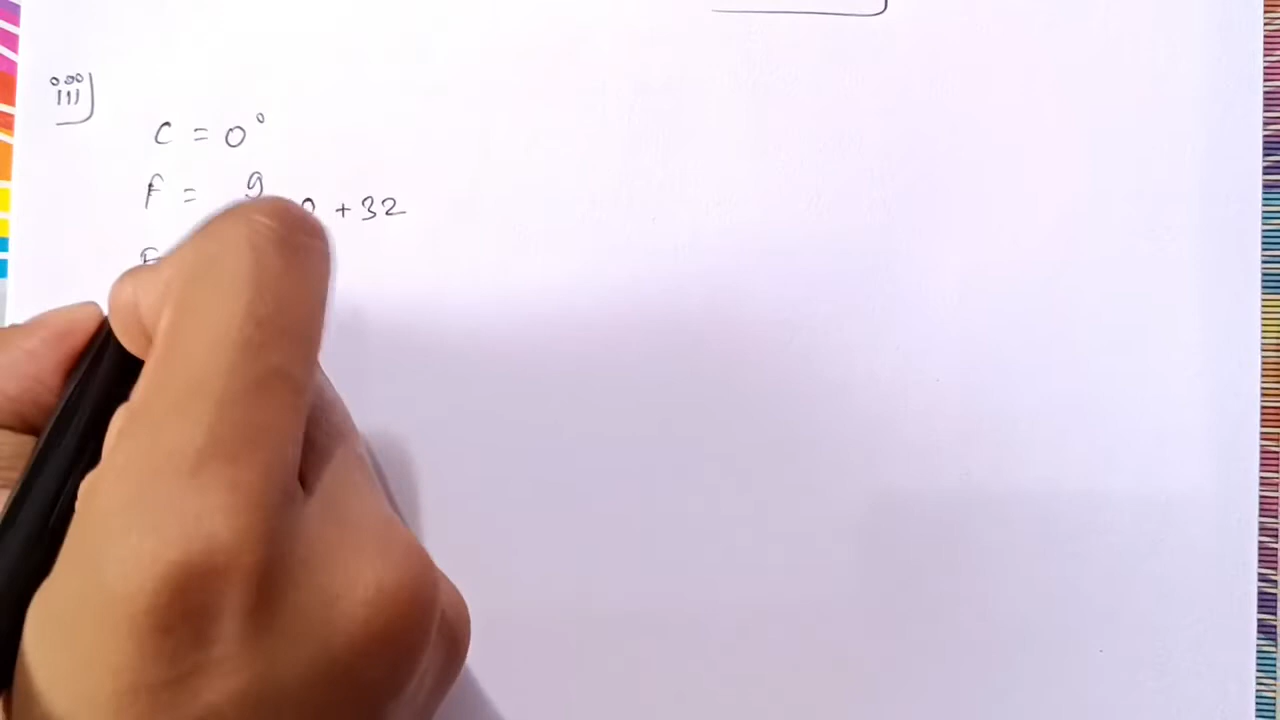 iii)
C = 0°
F = 9 + 32
F